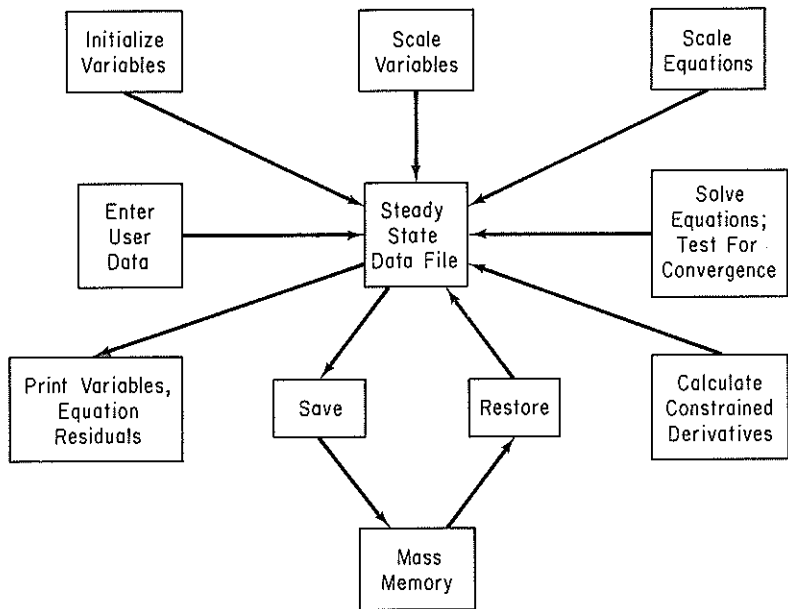 Initialize
Variables
Scale
Variables
Scale
Equations
Enter
User
Data
Steady
State
Data File
Solve
Equations;
Test For
Convergence
Print Variables,
Equation
Residuals
Save
Restore
Calculate
Constrained
Derivatives
Mass
Memory